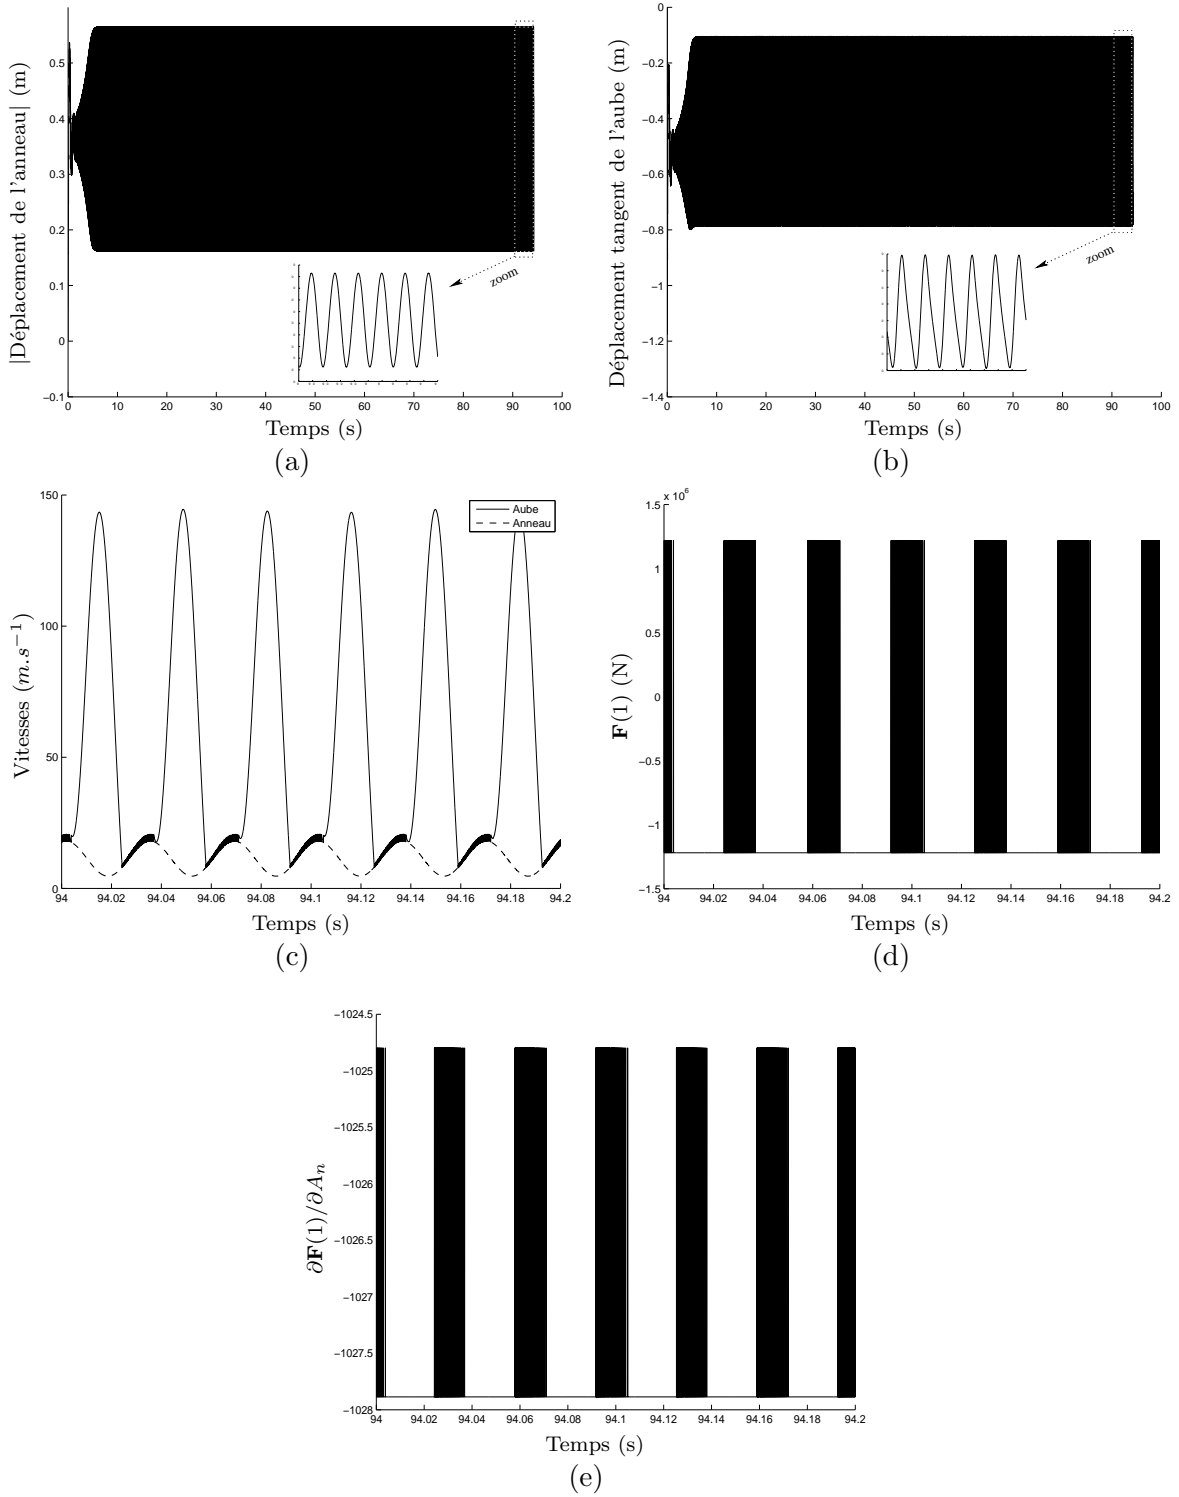 |Déplacement de l'anneau| (m)
0.5
0.4
0.3
0.2
0.1
0
−0.1
zoom
0 10 20 30 40 50 60 70 80 90 100
Temps (s)
(a)
Déplacement tangent de l'aube (m)
0
−0.2
−0.4
−0.6
−0.8
−1
−1.2
−1.4
zoom
0 10 20 30 40 50 60 70 80 90 100
Temps (s)
(b)
Vitesses (m.s⁻¹)
150
100
50
0
Aube
Anneau
94 94.02 94.04 94.06 94.08 94.1 94.12 94.14 94.16 94.18 94.2
Temps (s)
(c)
F(1) (N)
x 10⁶
1.5
1
0.5
0
−0.5
−1
−1.5
94 94.02 94.04 94.06 94.08 94.1 94.12 94.14 94.16 94.18 94.2
Temps (s)
(d)
∂F(1)/∂Aₙ
−1024.5
−1025
−1025.5
−1026
−1026.5
−1027
−1027.5
−1028
94 94.02 94.04 94.06 94.08 94.1 94.12 94.14 94.16 94.18 94.2
Temps (s)
(e)